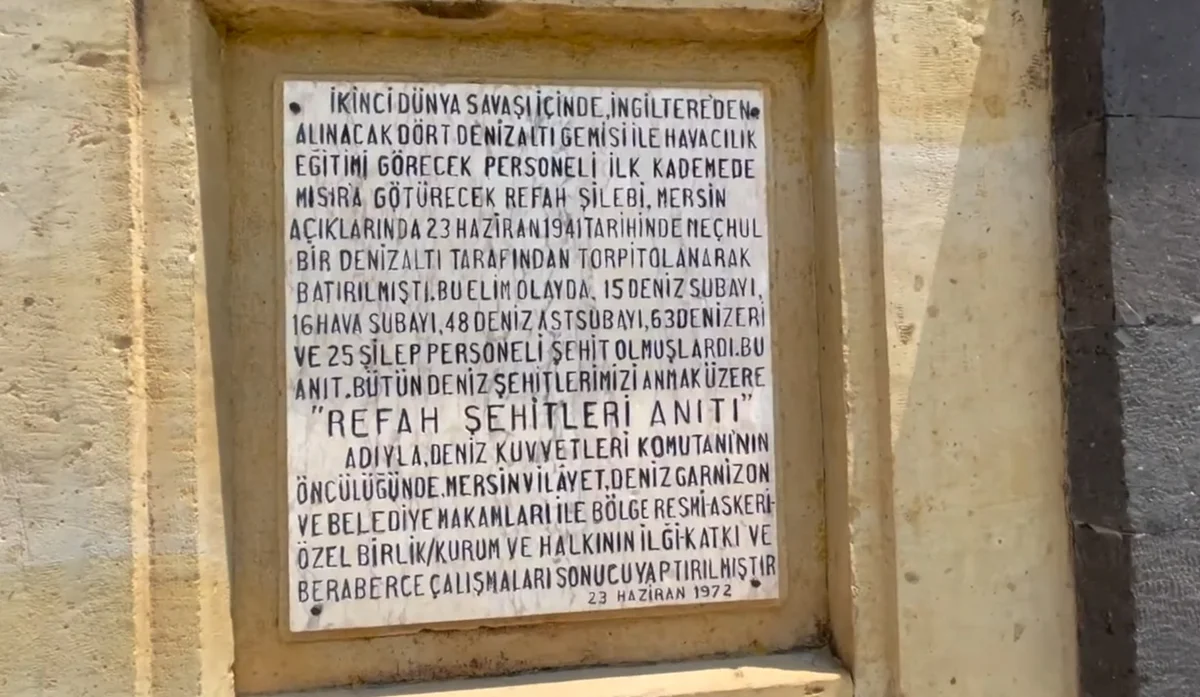 İKİNCİ DÜNYA SAVAŞI İÇİNDE, İNGİLTERE'DEN
ALINACAK DÖRT DENİZALTI GEMİSİ İLE HAVACILIK
EĞİTİMİ GÖRECEK PERSONELİ İLK KADEMEDE
MISIR'A GÖTÜRECEK REFAH ŞİLEBİ, MERSİN
AÇIKLARINDA 23 HAZİRAN 1941 TARİHİNDE MEÇHUL
BİR DENİZALTI TARAFINDAN TORPİTOLANARAK
BATIRILMIŞTI. BU ELİM OLAYDA, 15 DENİZ SUBAYI,
16 HAVA SUBAYI, 48 DENİZ ASTSUBAYI, 63 DENİZ ERİ
VE 25 ŞİLEP PERSONELİ ŞEHİT OLMUŞLARDI. BU
ANIT. BÜTÜN DENİZ ŞEHİTLERİMİZİ ANMAK ÜZERE
"REFAH ŞEHİTLERİ ANITI"
ADIYLA, DENİZ KUVVETLERİ KOMUTANI'NIN
ÖNCÜLÜĞÜNDE, MERSİN VİLÂYET, DENİZ GARNİZON
VE BELEDİYE MAKAMLARI İLE BÖLGE RESMİ-ASKERİ-
ÖZEL BİRLİK/KURUM VE HALKININ İLGİ-KATKI VE
BERABERCE ÇALIŞMALARI SONUCU YAPTIRILMIŞTIR
23 HAZİRAN 1972